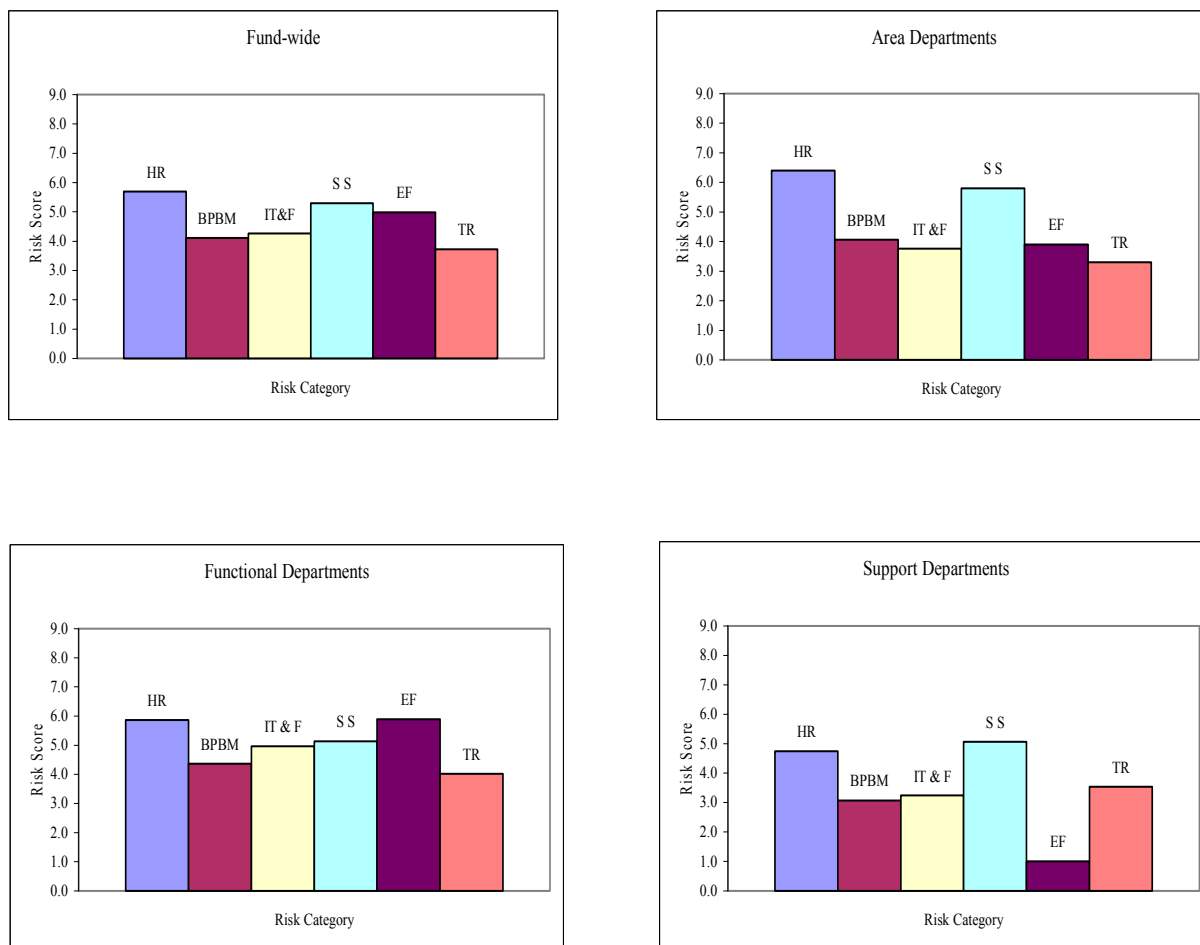 Fund-wide
9.0
8.0
7.0
6.0
5.0
4.0
3.0
2.0
1.0
0.0
Risk Score
HR
BPBM
IT&F
S S
EF
TR
Risk Category
Area Departments
9.0
8.0
7.0
6.0
5.0
4.0
3.0
2.0
1.0
0.0
Risk Score
HR
BPBM
IT &F
S S
EF
TR
Risk Category
Functional Departments
9.0
8.0
7.0
6.0
5.0
4.0
3.0
2.0
1.0
0.0
Risk Score
HR
BPBM
IT & F
S S
EF
TR
Risk Category
Support Departments
9.0
8.0
7.0
6.0
5.0
4.0
3.0
2.0
1.0
0.0
Risk Score
HR
BPBM
IT & F
S S
EF
TR
Risk Category